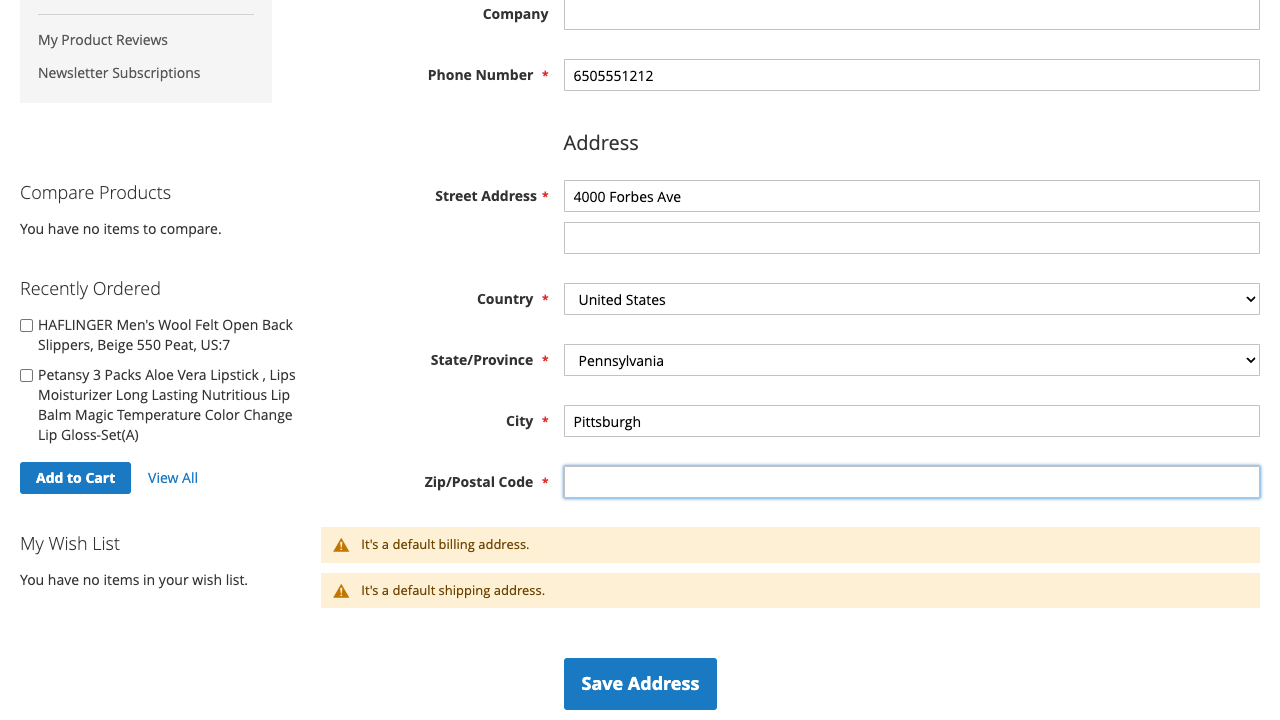 My Product Reviews
Newsletter Subscriptions
Compare Products
You have no items to compare.
Recently Ordered
HAFLINGER Men's Wool Felt Open Back
Slippers, Beige 550 Peat, US:7
Petansy 3 Packs Aloe Vera Lipstick , Lips
Moisturizer Long Lasting Nutritious Lip
Balm Magic Temperature Color Change
Lip Gloss-Set(A)
Add to Cart View All
My Wish List
You have no items in your wish list.
Company
Phone Number * 6505551212
Address
Street Address * 4000 Forbes Ave
Country * United States
State/Province * Pennsylvania
City * Pittsburgh
Zip/Postal Code *
It's a default billing address.
It's a default shipping address.
Save Address